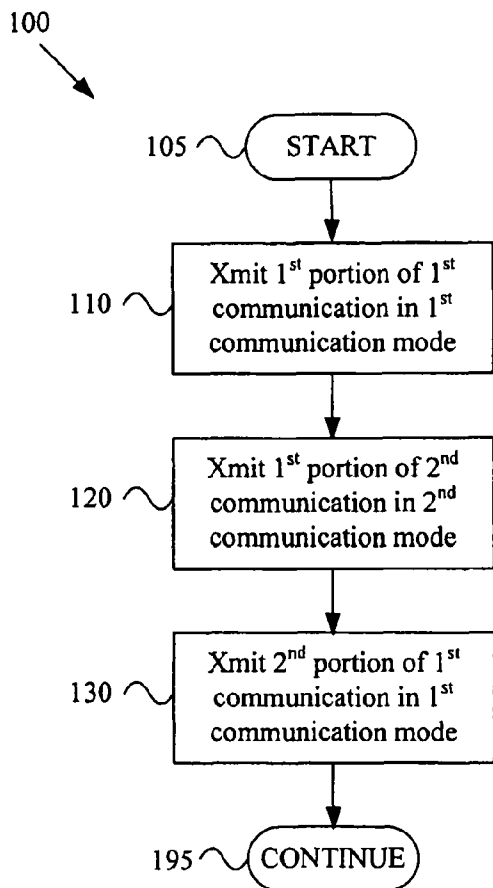 100
105 START
110
Xmit 1st portion of 1st
communication in 1st
communication mode
120
Xmit 1st portion of 2nd
communication in 2nd
communication mode
130
Xmit 2nd portion of 1st
communication in 1st
communication mode
195 CONTINUE